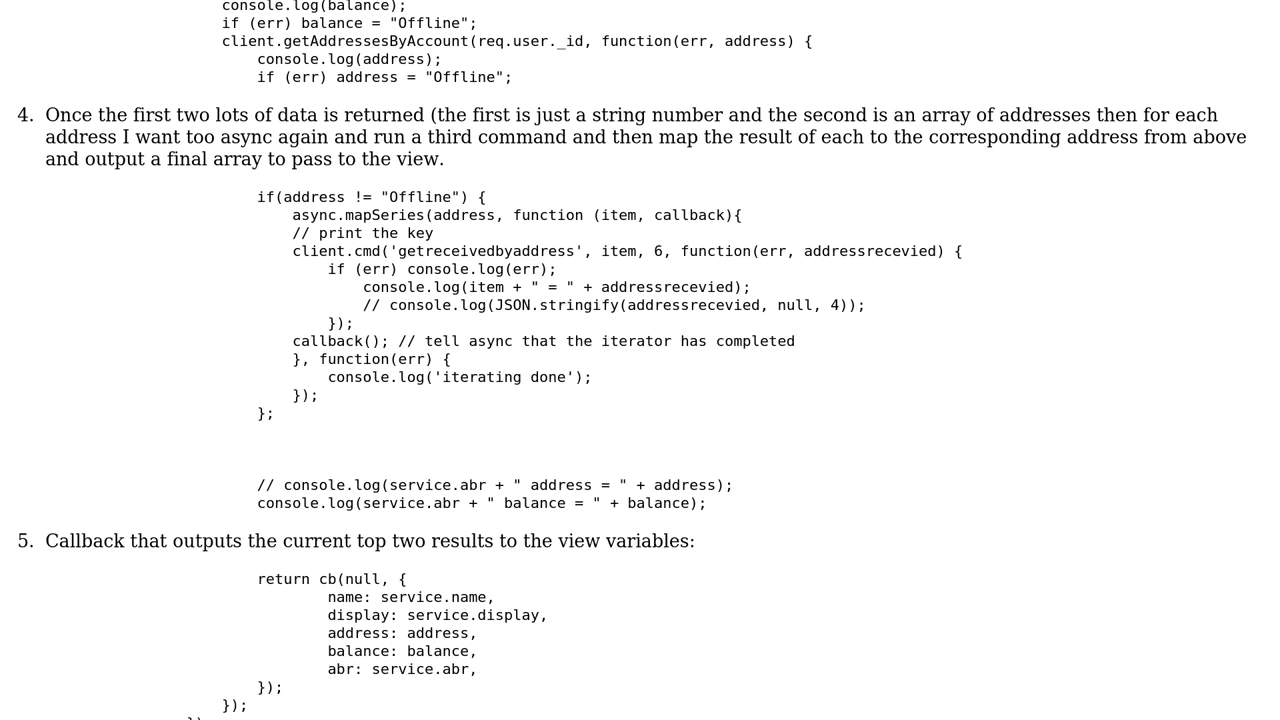 console.log(balance);
if (err) balance = "Offline";
client.getAddressesByAccount(req.user._id, function(err, address) {
console.log(address);
if (err) address = "Offline";
4. Once the first two lots of data is returned (the first is just a string number and the second is an array of addresses then for each
address I want too async again and run a third command and then map the result of each to the corresponding address from above
and output a final array to pass to the view.
if(address != "Offline") {
async.mapSeries(address, function (item, callback){
// print the key
client.cmd('getreceivedbyaddress', item, 6, function(err, addressrecevied) {
if (err) console.log(err);
console.log(item + " = " + addressrecevied);
// console.log(JSON.stringify(addressrecevied, null, 4));
});
callback(); // tell async that the iterator has completed
}, function(err) {
console.log('iterating done');
});
};
// console.log(service.abr + " address = " + address);
console.log(service.abr + " balance = " + balance);
5. Callback that outputs the current top two results to the view variables:
return cb(null, {
name: service.name,
display: service.display,
address: address,
balance: balance,
abr: service.abr,
});
});